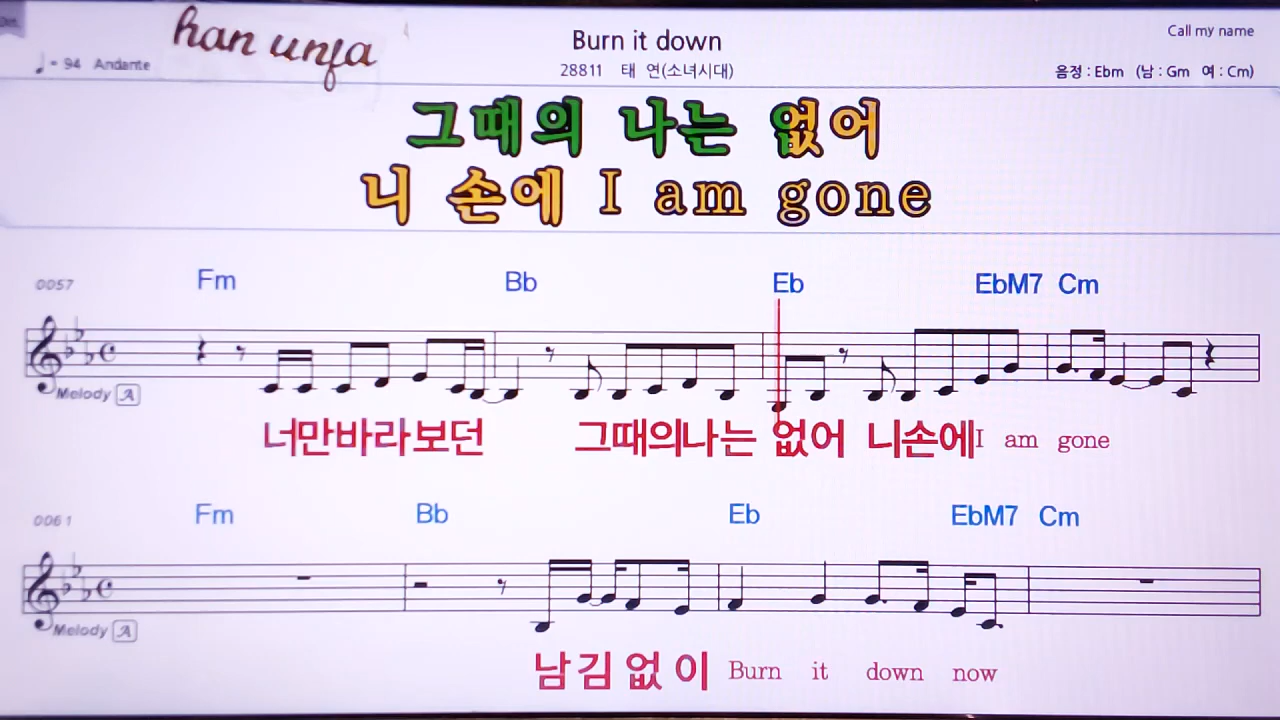 han unfa
Burn it down
Call my name
♩ = 94 Andante
28811 태 연(소녀시대)
음정 : Ebm (남 : Gm 여 : Cm)
그때의 나는 없어
니 손에 I am gone
0057 Fm Bb Eb EbM7 Cm
Melody A
너만바라보던 그때의나는 없어 니손에I am gone
0061 Fm Bb Eb EbM7 Cm
Melody A
남김없이 Burn it down now